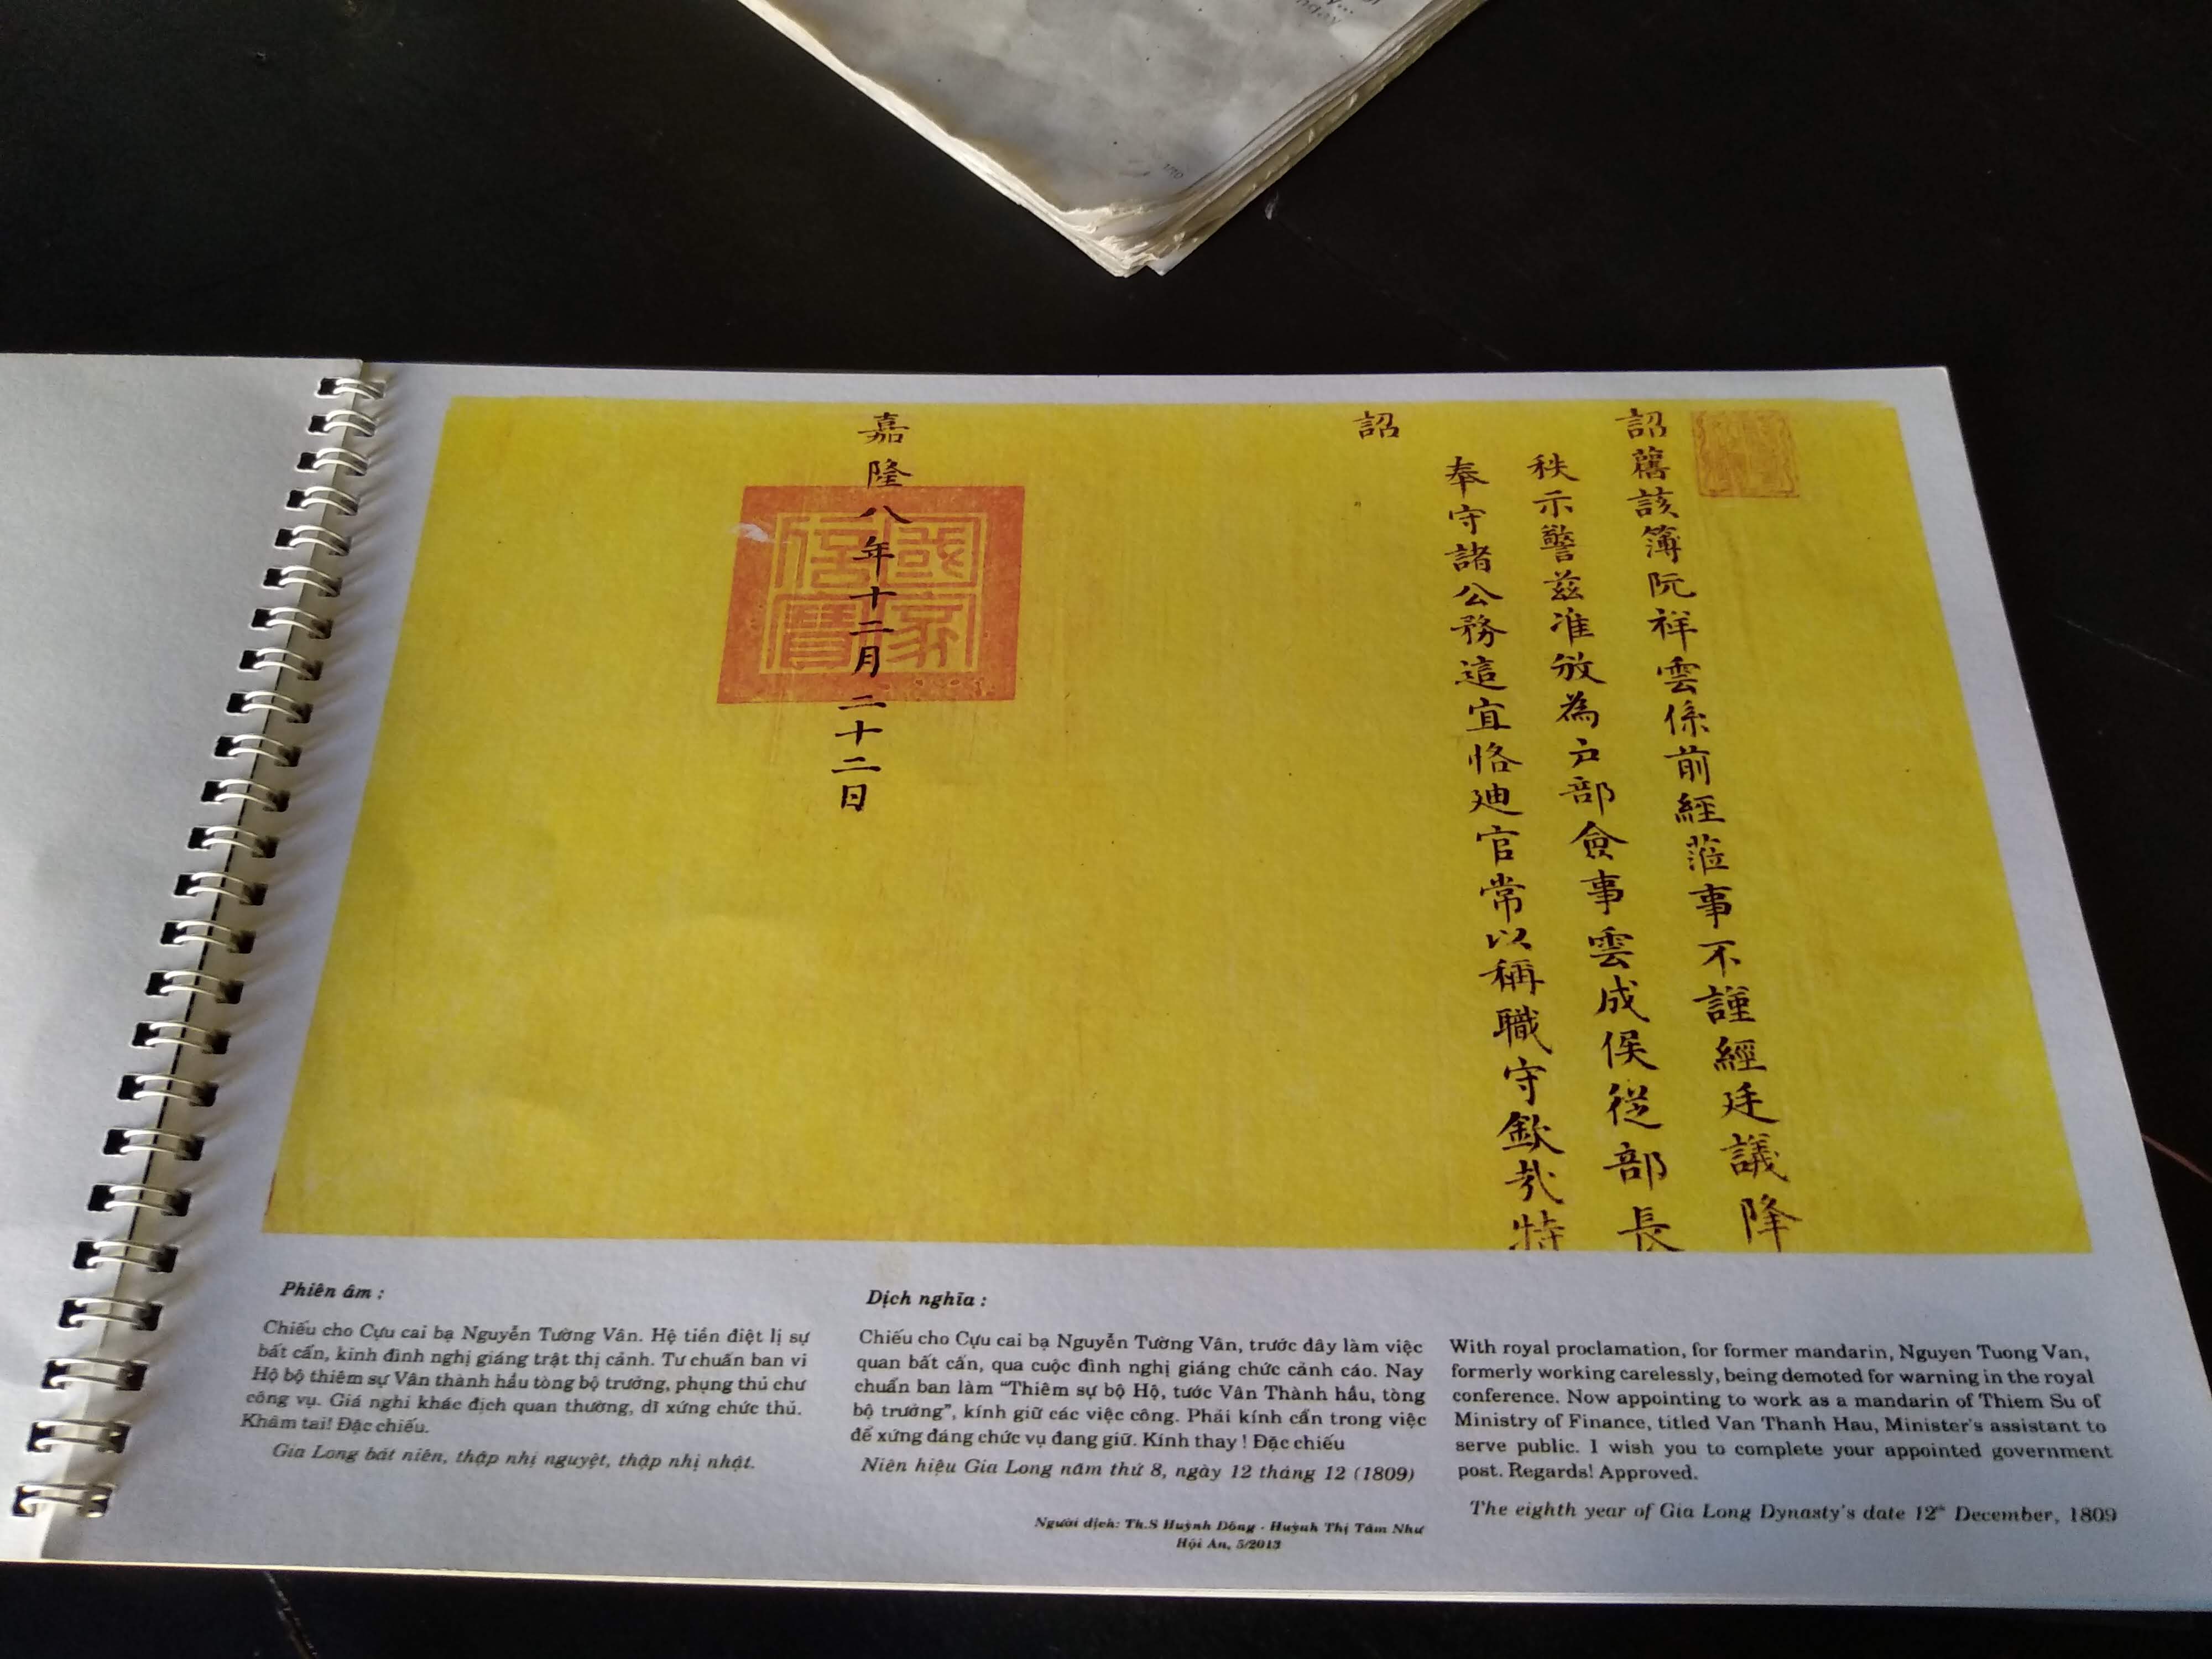 詔舊該簿阮祥雲係前經蒞事不謹經廷議降
秩示警茲准攽為户部僉事雲成侯從部長
奉守諸公務這宜恪迪官常以稱職守欽哉特
詔
嘉隆八年十二月二十二日
國家信寶
Phiên âm :
Chiếu cho Cựu cai bạ Nguyễn Tường Vân. Hệ tiền điệt lị sự
bất cẩn, kinh đình nghị giáng trật thị cảnh. Tư chuẩn ban vi
Hộ bộ thiêm sự Vân thành hầu tòng bộ trưởng, phụng thủ chư
công vụ. Giá nghi khác địch quan thường, dĩ xứng chức thủ.
Khâm tai! Đặc chiếu.
Gia Long bát niên, thập nhị nguyệt, thập nhị nhật.
Dịch nghĩa :
Chiếu cho Cựu cai bạ Nguyễn Tường Vân, trước đây làm việc
quan bất cẩn, qua cuộc đình nghị giáng chức cảnh cáo. Nay
chuẩn ban làm "Thiêm sự bộ Hộ, tước Vân Thành hầu, tòng
bộ trưởng", kính giữ các việc công. Phải kính cẩn trong việc
để xứng đáng chức vụ đang giữ. Kính thay ! Đặc chiếu
Niên hiệu Gia Long năm thứ 8, ngày 12 tháng 12 (1809)
Người dịch: Th.S Huỳnh Đông - Huỳnh Thị Tâm Như
Hội An, 5/2013
With royal proclamation, for former mandarin, Nguyen Tuong Van,
formerly working carelessly, being demoted for warning in the royal
conference. Now appointing to work as a mandarin of Thiem Su of
Ministry of Finance, titled Van Thanh Hau, Minister's assistant to
serve public. I wish you to complete your appointed government
post. Regards! Approved.
The eighth year of Gia Long Dynasty's date 12th December, 1809